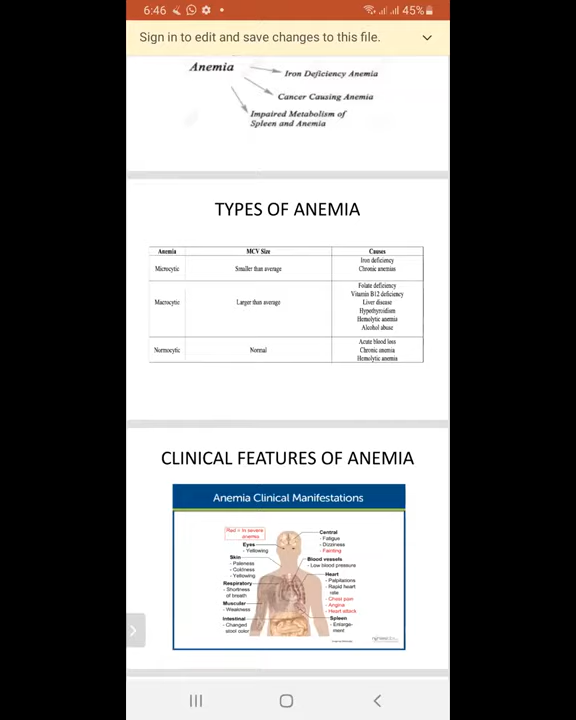 6:46
45%
Sign in to edit and save changes to this file.
Anemia
Iron Deficiency Anemia
Cancer Causing Anemia
Impaired Metabolism of
Spleen and Anemia
TYPES OF ANEMIA
Anemia MCV Size Causes
Microcytic Smaller than average Iron deficiency
Chronic anemias
Macrocytic Larger than average Folate deficiency
Vitamin B12 deficiency
Liver disease
Hypothyroidism
Hemolytic anemia
Alcohol abuse
Normocytic Normal Acute blood loss
Chronic anemia
Hemolytic anemia
CLINICAL FEATURES OF ANEMIA
Anemia Clinical Manifestations
Red = In severe
anemia
Eyes
- Yellowing
Skin
- Paleness
- Coldness
- Yellowing
Respiratory
- Shortness
of breath
Muscular
- Weakness
Intestinal
- Changed
stool color
Central
- Fatigue
- Dizziness
- Fainting
Blood vessels
- Low blood pressure
Heart
- Palpitations
- Rapid heart
rate
- Chest pain
- Angina
- Heart attack
Spleen
- Enlarge-
ment